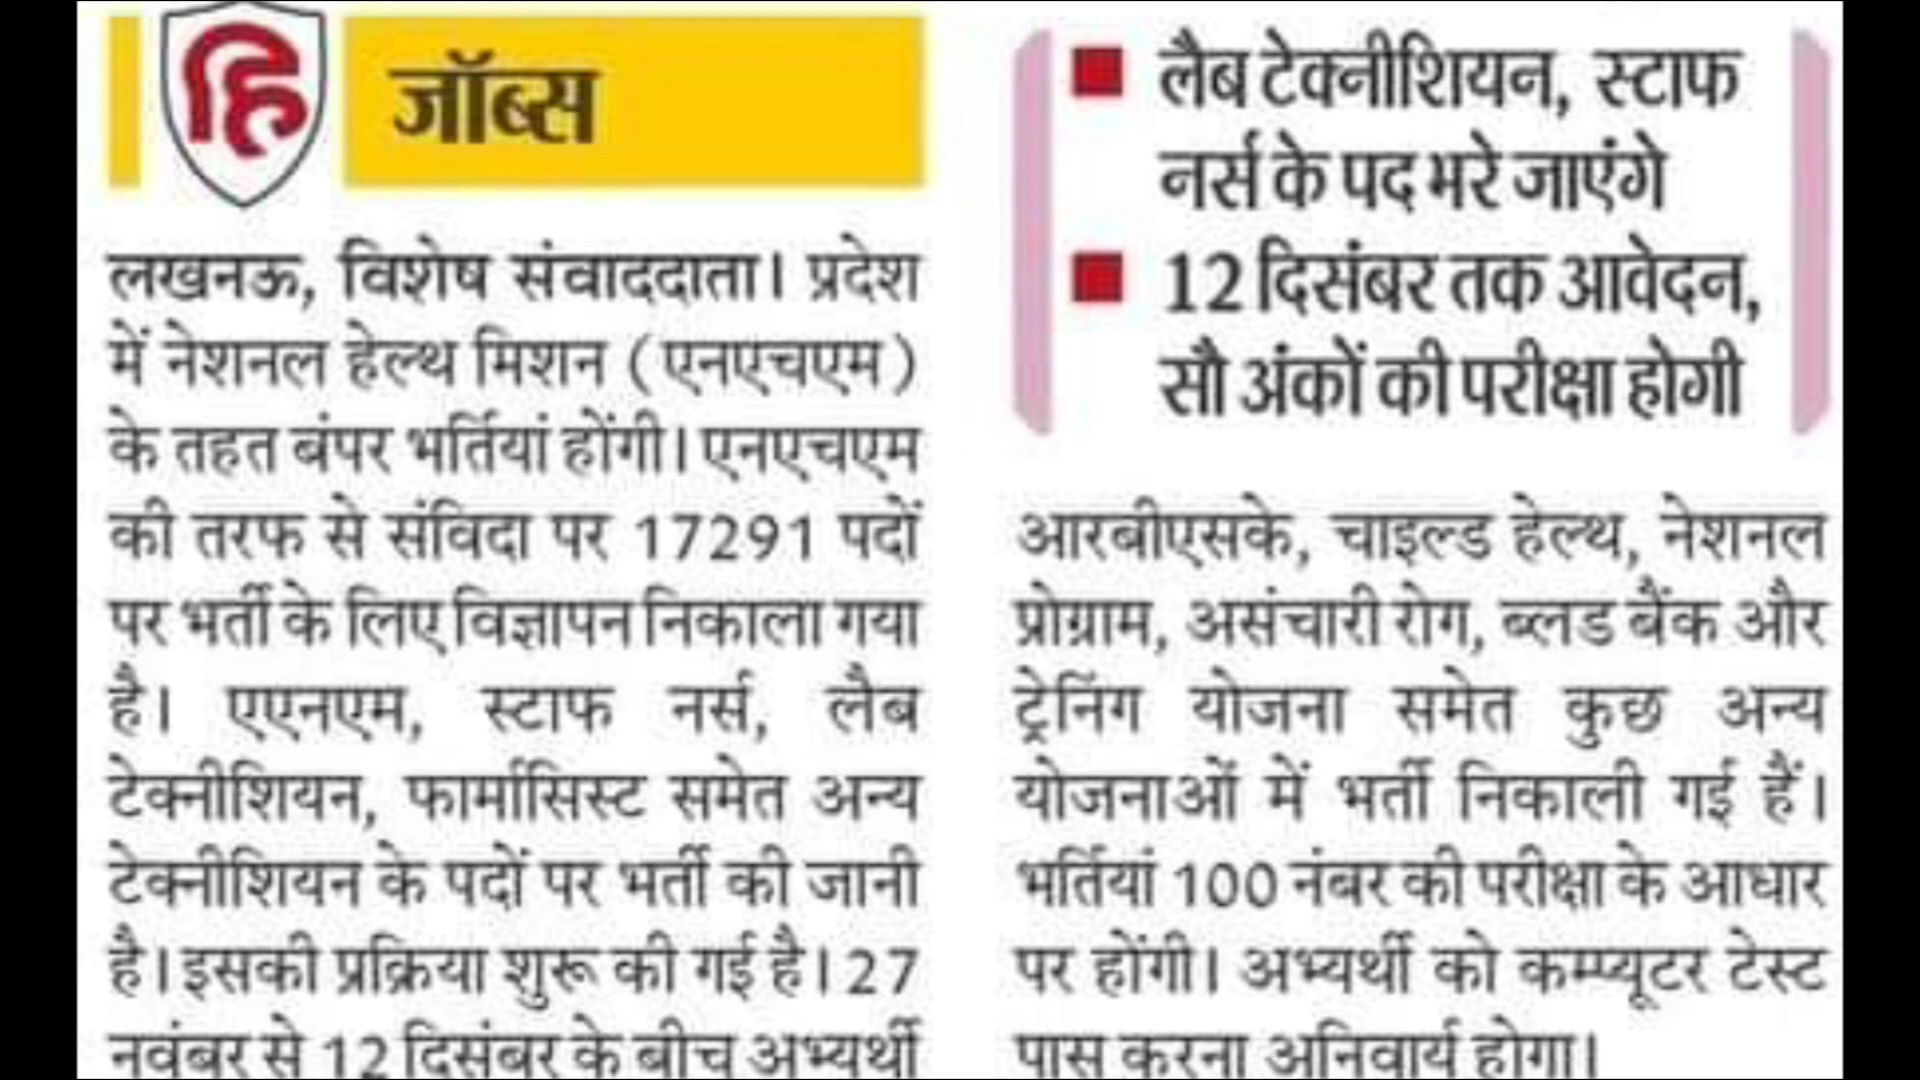 हि
जॉब्स
लखनऊ, विशेष संवाददाता। प्रदेश
में नेशनल हेल्थ मिशन (एनएचएम)
के तहत बंपर भर्तियां होंगी। एनएचएम
की तरफ से संविदा पर 17291 पदों
पर भर्ती के लिए विज्ञापन निकाला गया
है। एएनएम, स्टाफ नर्स, लैब
टेक्नीशियन, फार्मासिस्ट समेत अन्य
टेक्नीशियन के पदों पर भर्ती की जानी
है। इसकी प्रक्रिया शुरू की गई है। 27
नवंबर से 12 दिसंबर के बीच अभ्यर्थी
■ लैब टेक्नीशियन, स्टाफ
नर्स के पद भरे जाएंगे
■ 12 दिसंबर तक आवेदन,
सौ अंकों की परीक्षा होगी
आरबीएसके, चाइल्ड हेल्थ, नेशनल
प्रोग्राम, असंचारी रोग, ब्लड बैंक और
ट्रेनिंग योजना समेत कुछ अन्य
योजनाओं में भर्ती निकाली गई हैं।
भर्तियां 100 नंबर की परीक्षा के आधार
पर होंगी। अभ्यर्थी को कम्प्यूटर टेस्ट
पास करना अनिवार्य होगा।